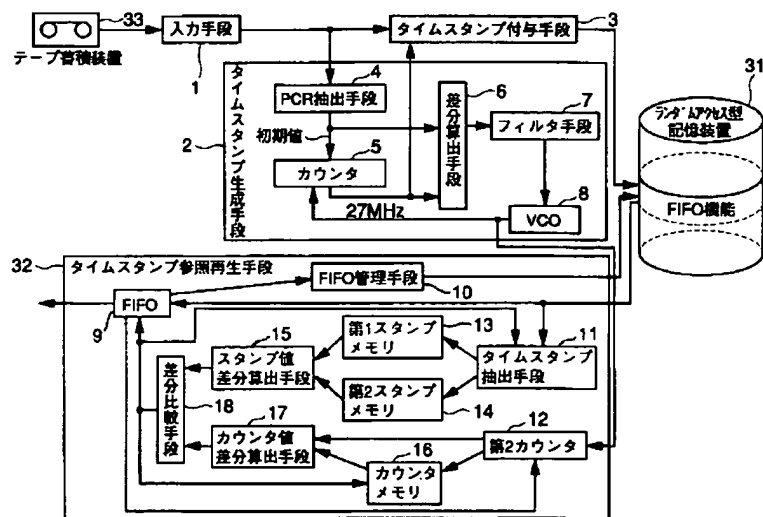 33
テープ蓄積装置
入力手段
1
タイムスタンプ付与手段
3
タイムスタンプ生成手段
2
PCR抽出手段
4
初期値
カウンタ
5
差分算出手段
6
フィルタ手段
7
VCO
8
27MHz
31
ランダムアクセス型
記憶装置
FIFO機能
32
タイムスタンプ参照再生手段
FIFO
9
FIFO管理手段
10
タイムスタンプ
抽出手段
11
第1スタンプ
メモリ
13
第2スタンプ
メモリ
14
スタンプ値
差分算出手段
15
差分比較手段
18
カウンタ値
差分算出手段
17
カウンタ
メモリ
16
第2カウンタ
12